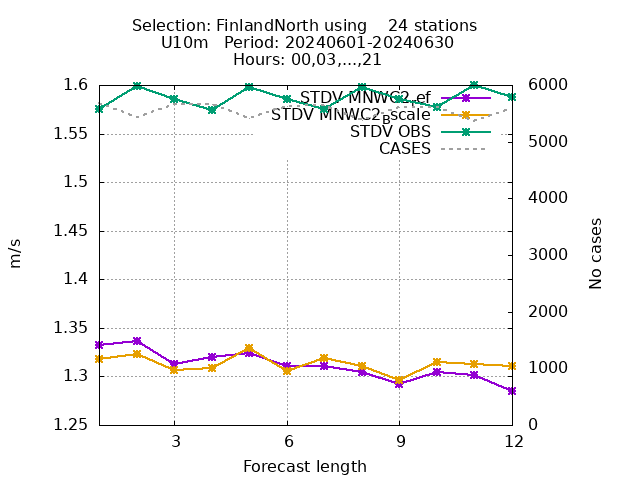 Selection: FinlandNorth using 24 stations
U10m Period: 20240601-20240630
Hours: 00,03,...,21
1.6
1.55
1.5
1.45
1.4
1.35
1.3
1.25
m/s
6000
5000
4000
3000
2000
1000
0
No cases
STDV MNWC2_ref
STDV MNWC2_Bscale
STDV OBS
CASES
3
6
9
12
Forecast length